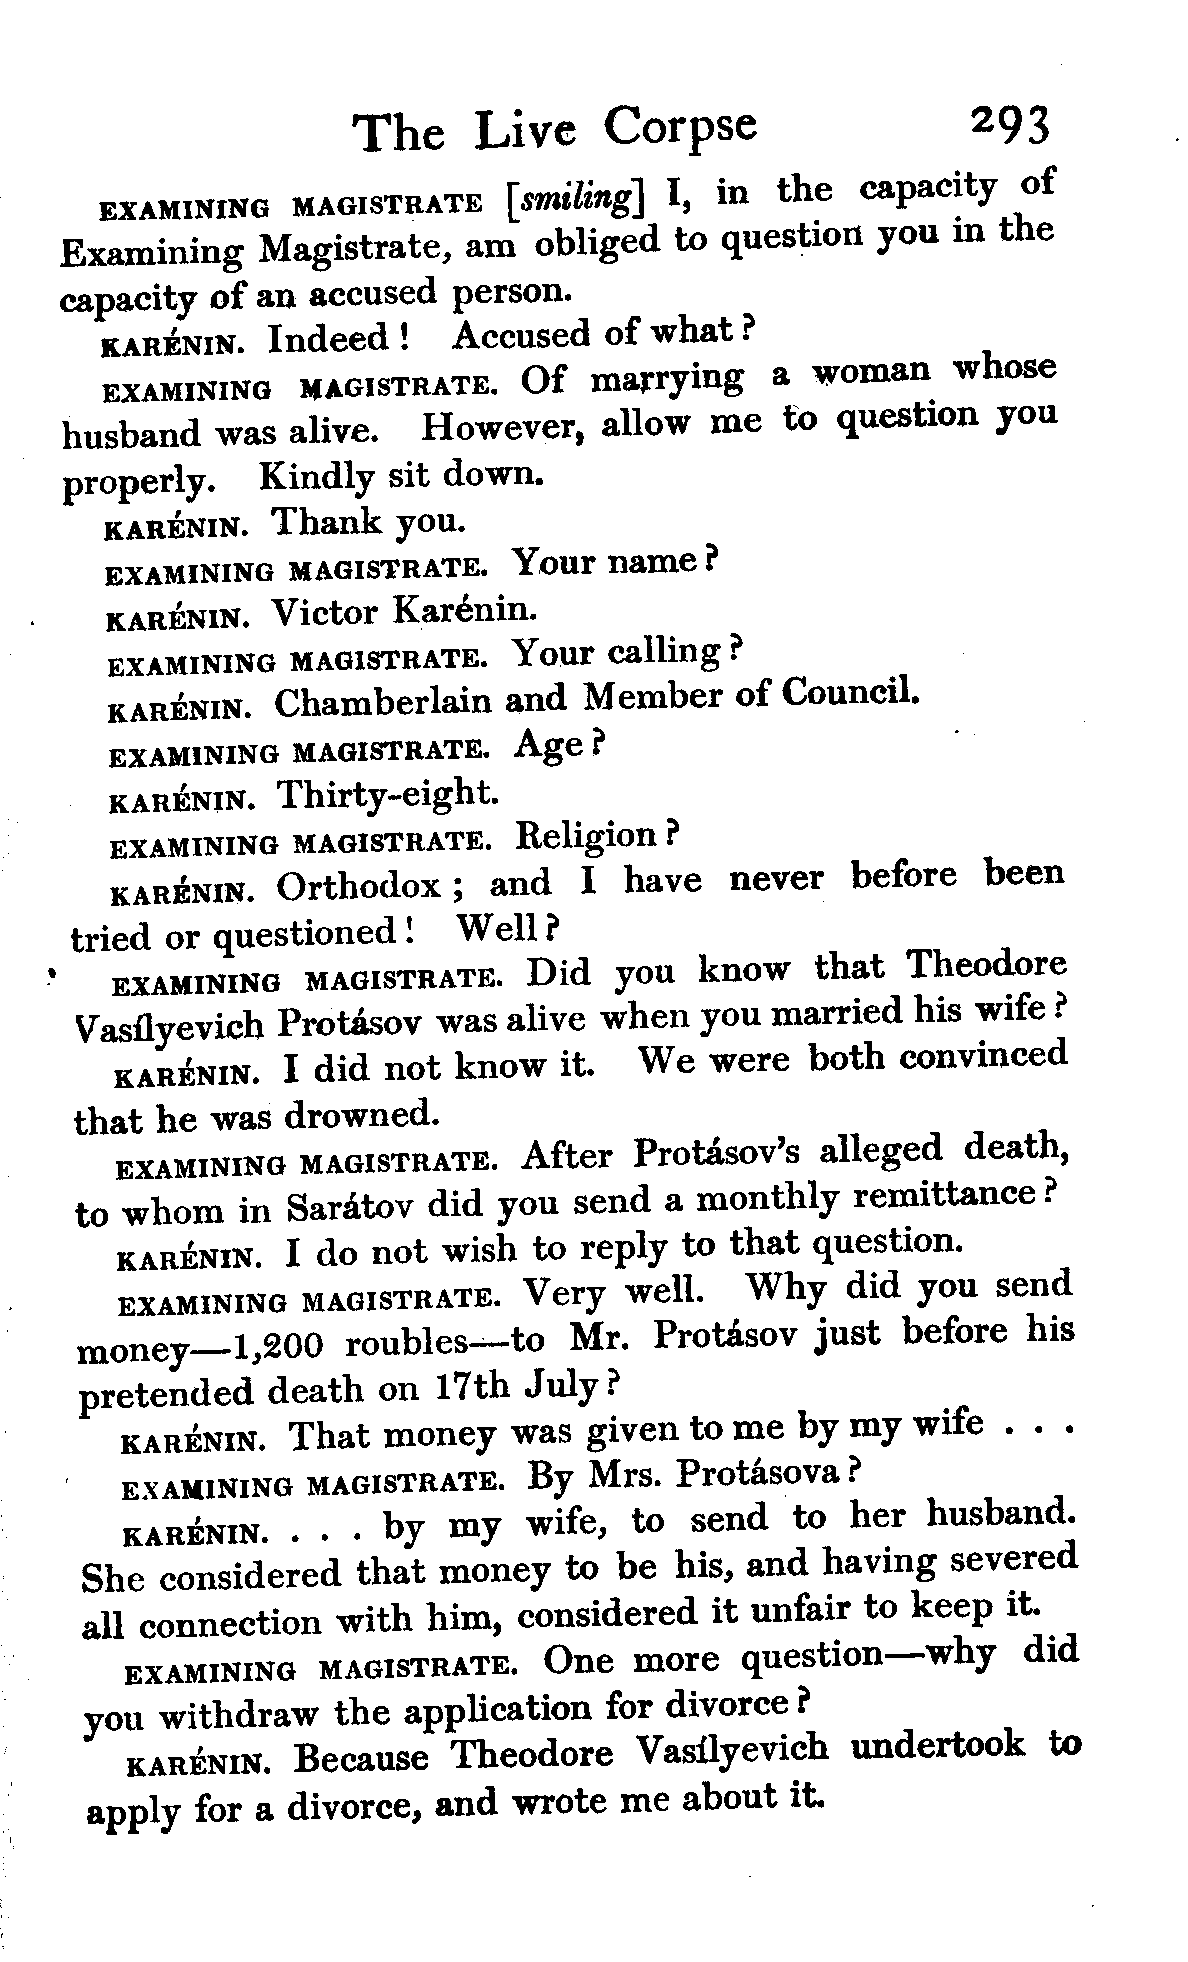 The Live Corpse 293
EXAMINING MAGISTRATE [smiling] I, in the capacity of
Examining Magistrate, am obliged to question you in the
capacity of an accused person.
KARÉNIN. Indeed ! Accused of what ?
EXAMINING MAGISTRATE. Of marrying a woman whose
husband was alive. However, allow me to question you
properly. Kindly sit down.
KARÉNIN. Thank you.
EXAMINING MAGISTRATE. Your name ?
KARÉNIN. Victor Karénin.
EXAMINING MAGISTRATE. Your calling ?
KARÉNIN. Chamberlain and Member of Council.
EXAMINING MAGISTRATE. Age ?
KARÉNIN. Thirty-eight.
EXAMINING MAGISTRATE. Religion ?
KARÉNIN. Orthodox ; and I have never before been
tried or questioned ! Well ?
EXAMINING MAGISTRATE. Did you know that Theodore
Vasílyevich Protásov was alive when you married his wife ?
KARÉNIN. I did not know it. We were both convinced
that he was drowned.
EXAMINING MAGISTRATE. After Protásov's alleged death,
to whom in Sarátov did you send a monthly remittance ?
KARÉNIN. I do not wish to reply to that question.
EXAMINING MAGISTRATE. Very well. Why did you send
money—1,200 roubles—to Mr. Protásov just before his
pretended death on 17th July ?
KARÉNIN. That money was given to me by my wife . . .
EXAMINING MAGISTRATE. By Mrs. Protásova ?
KARÉNIN. . . . by my wife, to send to her husband.
She considered that money to be his, and having severed
all connection with him, considered it unfair to keep it.
EXAMINING MAGISTRATE. One more question—why did
you withdraw the application for divorce ?
KARÉNIN. Because Theodore Vasílyevich undertook to
apply for a divorce, and wrote me about it.